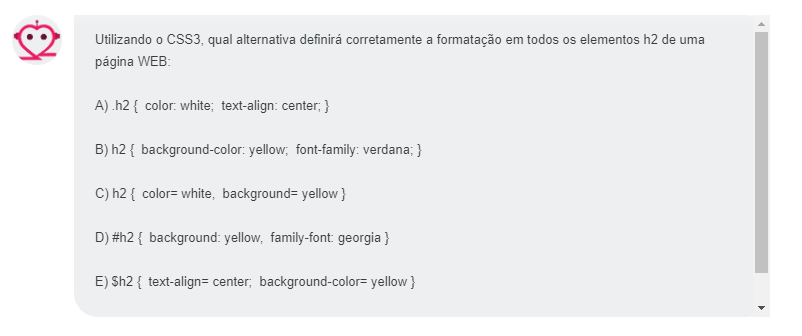 Utilizando o CSS3, qual alternativa definirá corretamente a formatação em todos os elementos h2 de uma
página WEB:
A) .h2 {  color: white;  text-align: center; }
B) h2 {  background-color: yellow;  font-family: verdana; }
C) h2 {  color= white,  background= yellow }
D) #h2 {  background: yellow,  family-font: georgia }
E) $h2 {  text-align= center;  background-color= yellow }